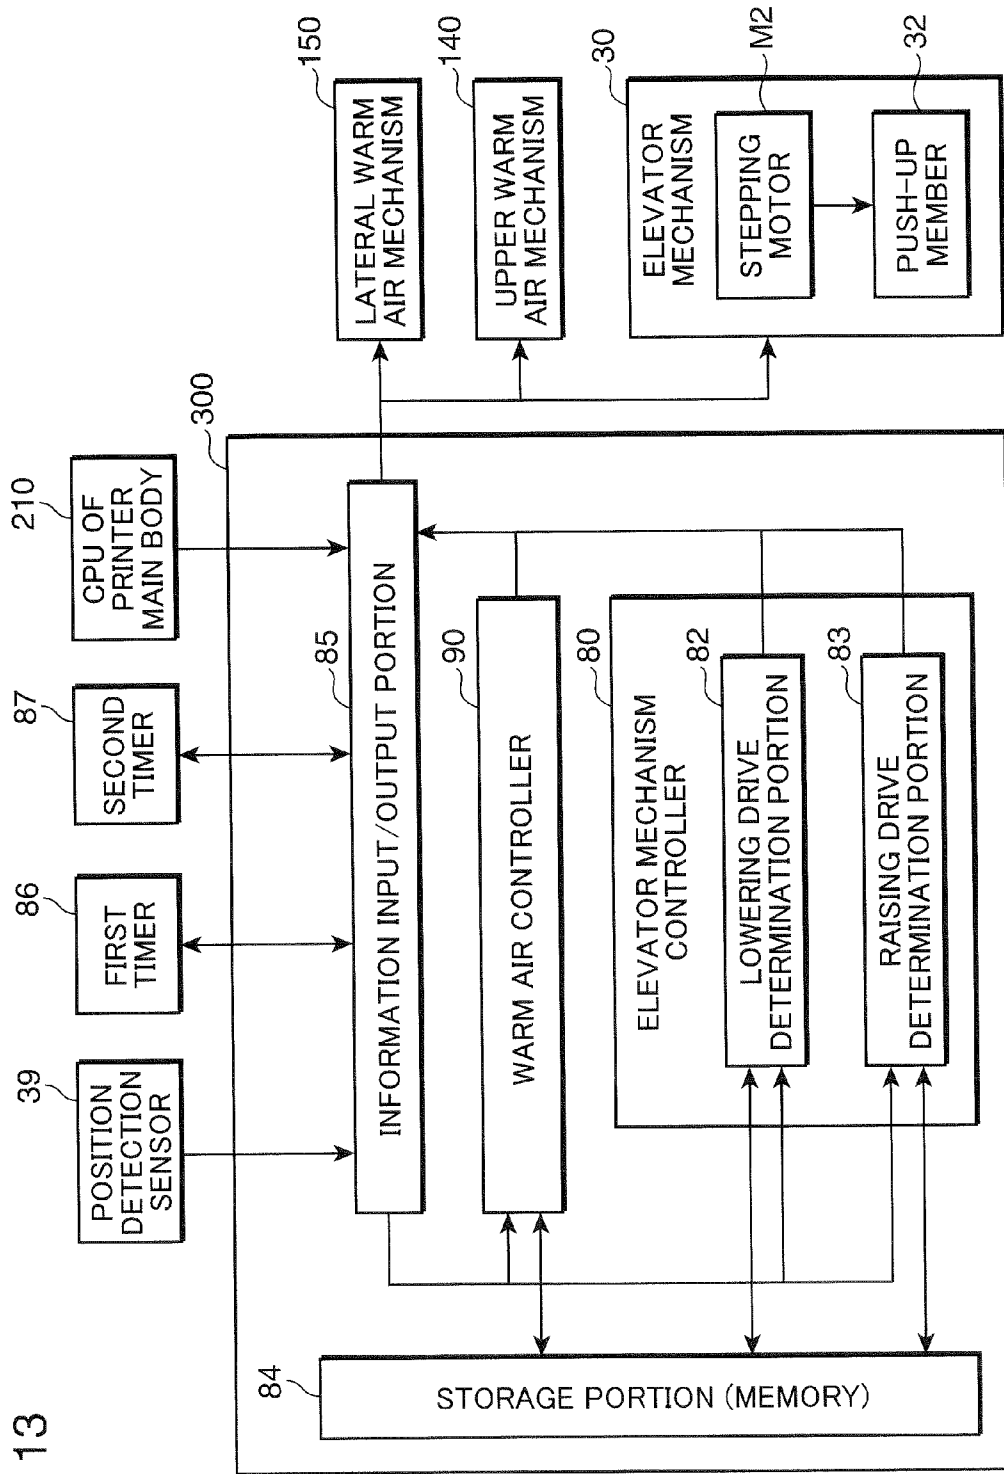 13
39
POSITION
DETECTION
SENSOR
86
FIRST
TIMER
87
SECOND
TIMER
210
CPU OF
PRINTER
MAIN BODY
300
84
STORAGE PORTION (MEMORY)
85
INFORMATION INPUT/OUTPUT PORTION
90
WARM AIR CONTROLLER
80
ELEVATOR MECHANISM
CONTROLLER
82
LOWERING DRIVE
DETERMINATION PORTION
83
RAISING DRIVE
DETERMINATION PORTION
150
LATERAL WARM
AIR MECHANISM
140
UPPER WARM
AIR MECHANISM
30
ELEVATOR
MECHANISM
M2
STEPPING
MOTOR
32
PUSH-UP
MEMBER